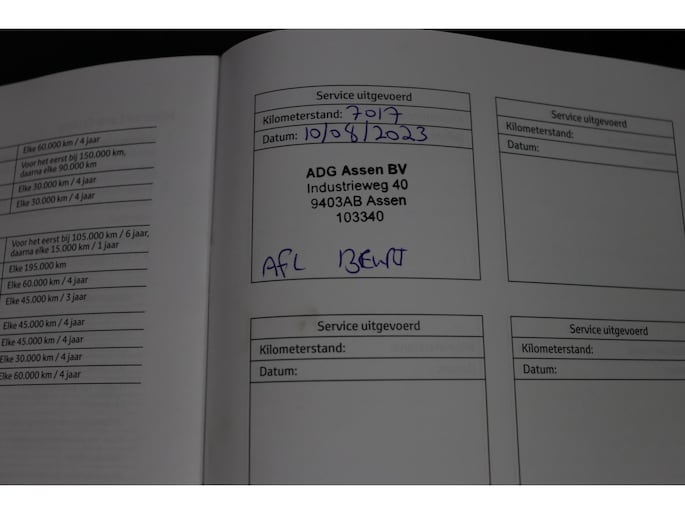 Elke 60.000 km / 4 jaar
Voor het eerst bij 150.000 km,
daarna elke 90.000 km
Elke 30.000 km / 4 jaar
Elke 30.000 km / 4 jaar
Voor het eerst bij 105.000 km / 6 jaar,
daarna elke 15.000 km / 1 jaar
Elke 195.000 km
Elke 60.000 km / 4 jaar
Elke 45.000 km / 3 jaar
Elke 45.000 km / 4 jaar
Elke 45.000 km / 4 jaar
Elke 30.000 km / 4 jaar
Elke 60.000 km / 4 jaar
Service uitgevoerd
Kilometerstand: 7017
Datum: 10/08/2023
ADG Assen BV
Industrieweg 40
9403AB Assen
103340
AFL
Service uitgevoerd
Kilometerstand:
Datum:
Service uitgevoerd
Kilometerstand:
Datum:
Service uitgevoerd
Kilometerstand:
Datum: